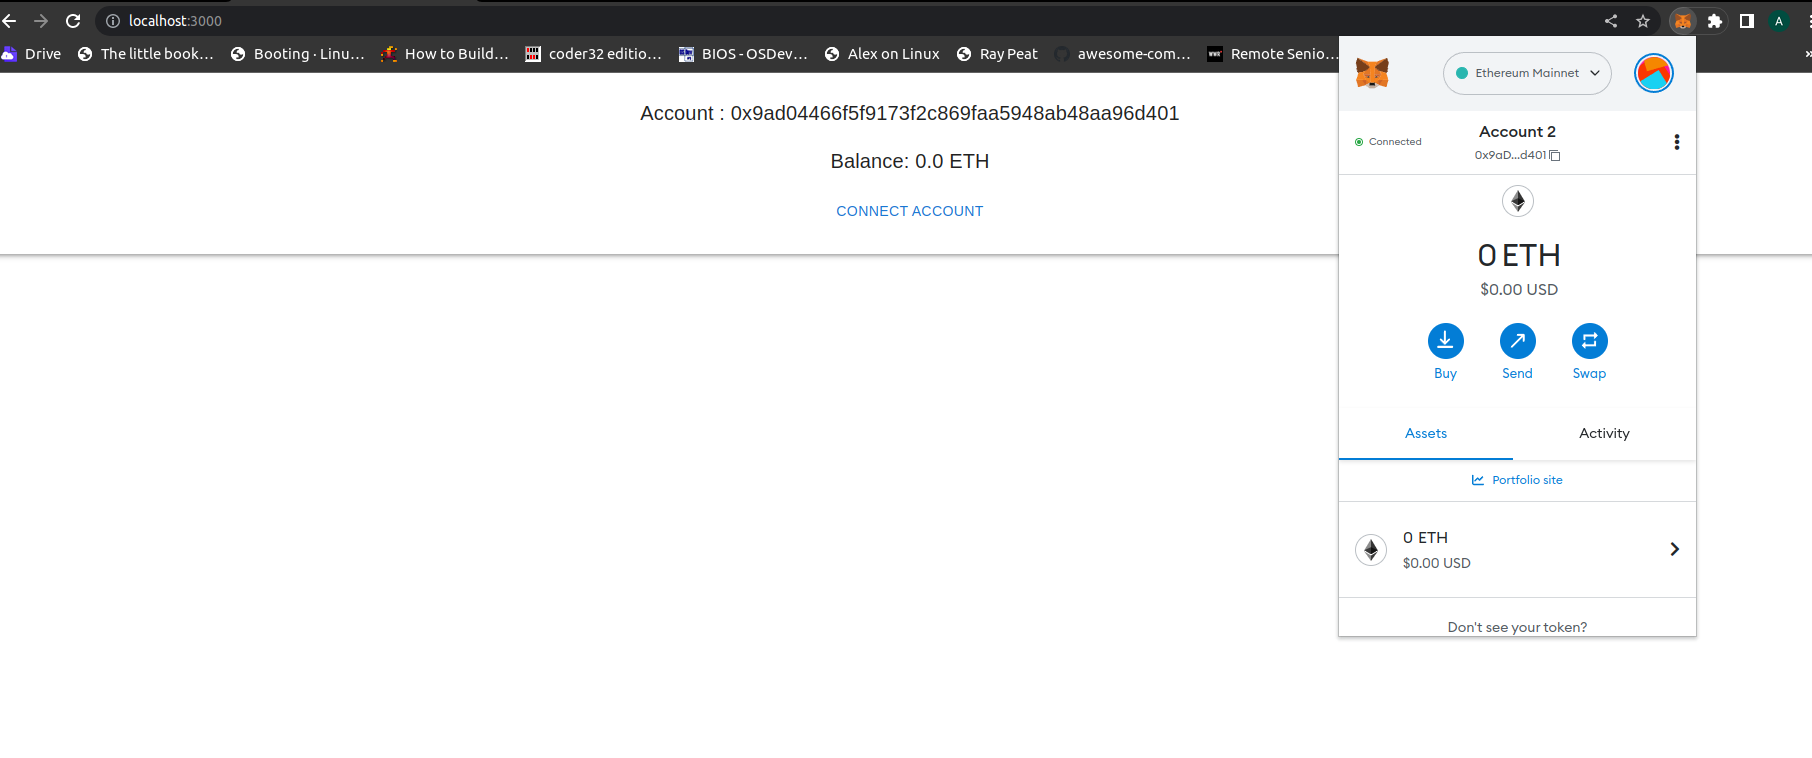 localhost:3000
A
Drive The little book... Booting · Linu... How to Build... coder32 editio... BIOS - OSDev... Alex on Linux Ray Peat awesome-com... Remote Senio...
Account : 0x9ad04466f5f9173f2c869faa5948ab48aa96d401
Balance: 0.0 ETH
CONNECT ACCOUNT
Ethereum Mainnet
Connected
Account 2
0x9aD...d401
0 ETH
$0.00 USD
Buy Send Swap
Assets Activity
Portfolio site
0 ETH
$0.00 USD
Don't see your token?